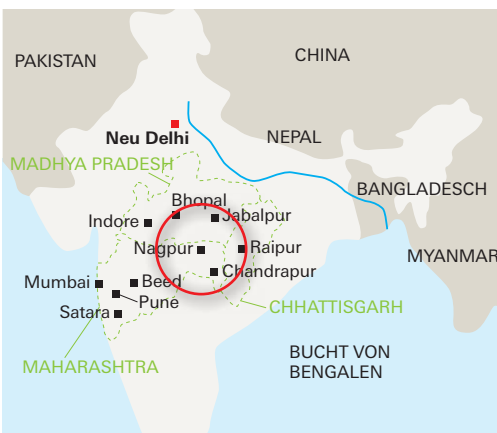 CHINA
PAKISTAN
Neu Delhi
NEPAL
MADHYA PRADESH
BANGLADESCH
Bhopal
Jabalpur
Indore
Nagpur
Raipur
MYANMAR
Chandrapur
Mumbai
Beed
Pune
CHHATTISGARH
Satara
BUCHT VON
BENGALEN
MAHARASHTRA